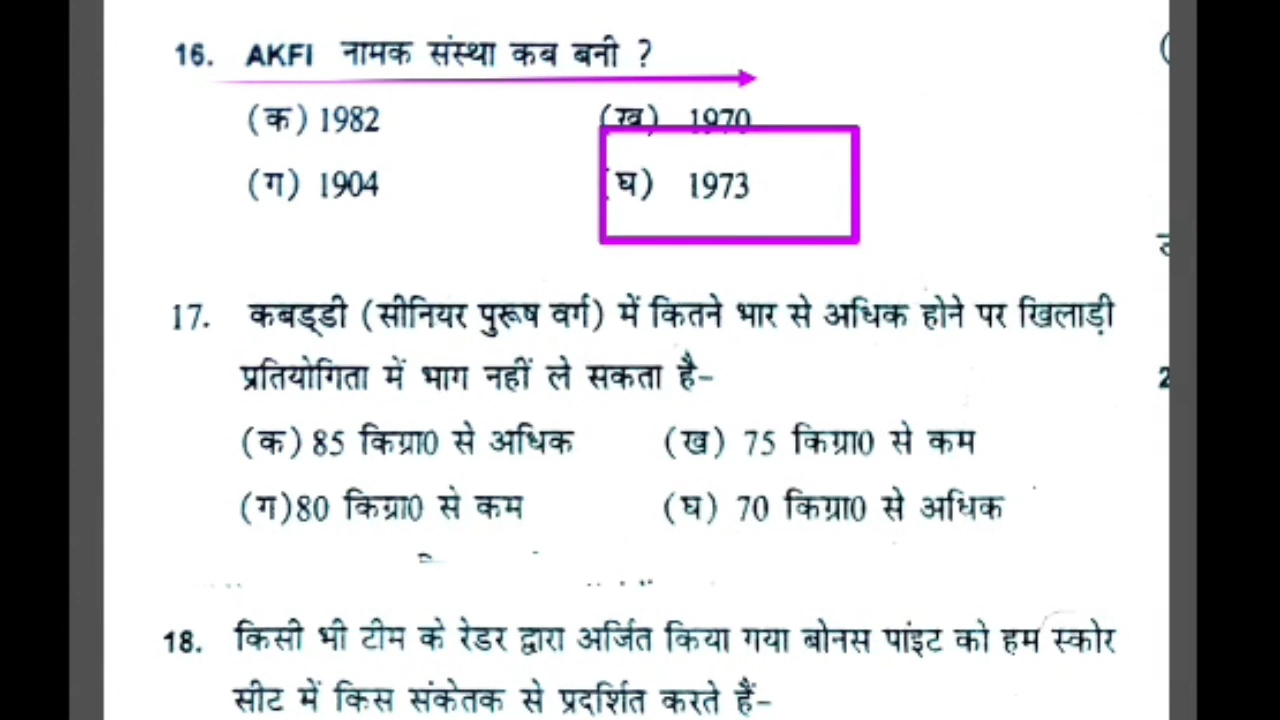 16. AKFI नामक संस्था कब बनी ?
(क) 1982 (ख) 1970
(ग) 1904 (घ) 1973
17. कबड्डी (सीनियर पुरूष वर्ग) में कितने भार से अधिक होने पर खिलाड़ी
प्रतियोगिता में भाग नहीं ले सकता है-
(क) 85 किग्रा0 से अधिक (ख) 75 किग्रा0 से कम
(ग)80 किग्रा0 से कम (घ) 70 किग्रा0 से अधिक
18. किसी भी टीम के रेडर द्वारा अर्जित किया गया बोनस पांइट को हम स्कोर
सीट में किस संकेतक से प्रदर्शित करते हैं-